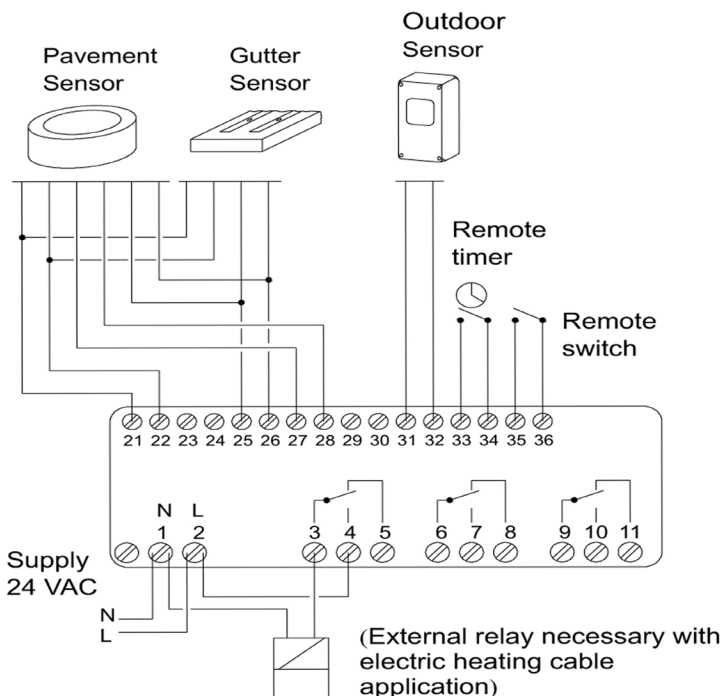 Outdoor
Sensor
Pavement
Sensor
Gutter
Sensor
Remote
timer
Remote
switch
21 22 23 24 25 26 27 28 29 30 31 32 33 34 35 36
N L
1 2 3 4 5 6 7 8 9 10 11
Supply
24 VAC
N
L
(External relay necessary with
electric heating cable
application)